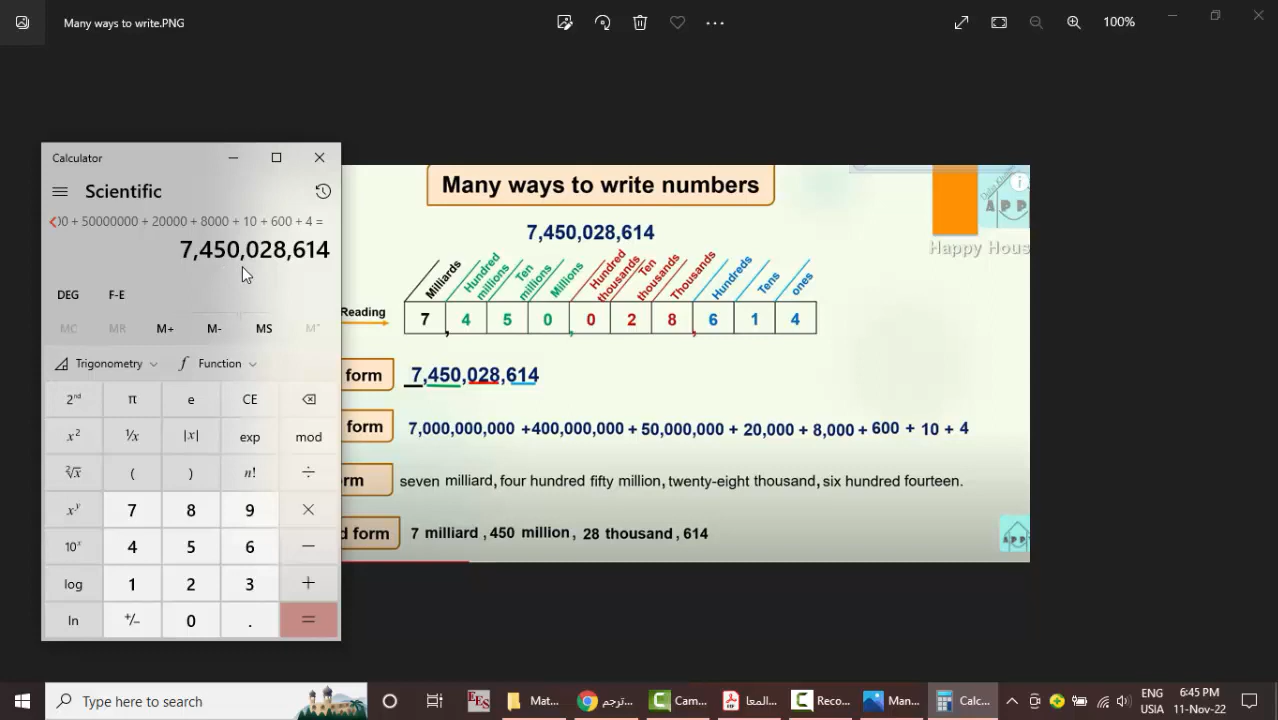 Many ways to write.PNG
100%
Calculator
Scientific
00 + 50000000 + 20000 + 8000 + 10 + 600 + 4 =
7,450,028,614
DEG F-E
MC MR M+ M- MS M˅
Trigonometry Function
2nd π e CE
x² ¹/x |x| exp mod
²√x ( ) n! ÷
xʸ 7 8 9 ×
10ˣ 4 5 6 −
log 1 2 3 +
ln +/− 0 . =
Many ways to write numbers
7,450,028,614
Milliards Hundred millions Ten millions Millions Hundred thousands Ten thousands Thousands Hundreds Tens ones
Reading 7 , 4 5 0 , 0 2 8 , 6 1 4
form 7,450,028,614
form 7,000,000,000 +400,000,000 + 50,000,000 + 20,000 + 8,000 + 600 + 10 + 4
rm seven milliard, four hundred fifty million, twenty-eight thousand, six hundred fourteen.
d form 7 milliard , 450 million, 28 thousand , 614
APP
Happy Hous
APP
Type here to search
EES
Mat...
ترجم...
Cam...
المعا...
Reco...
Man...
Calc...
ENG
USA
6:45 PM
11-Nov-22